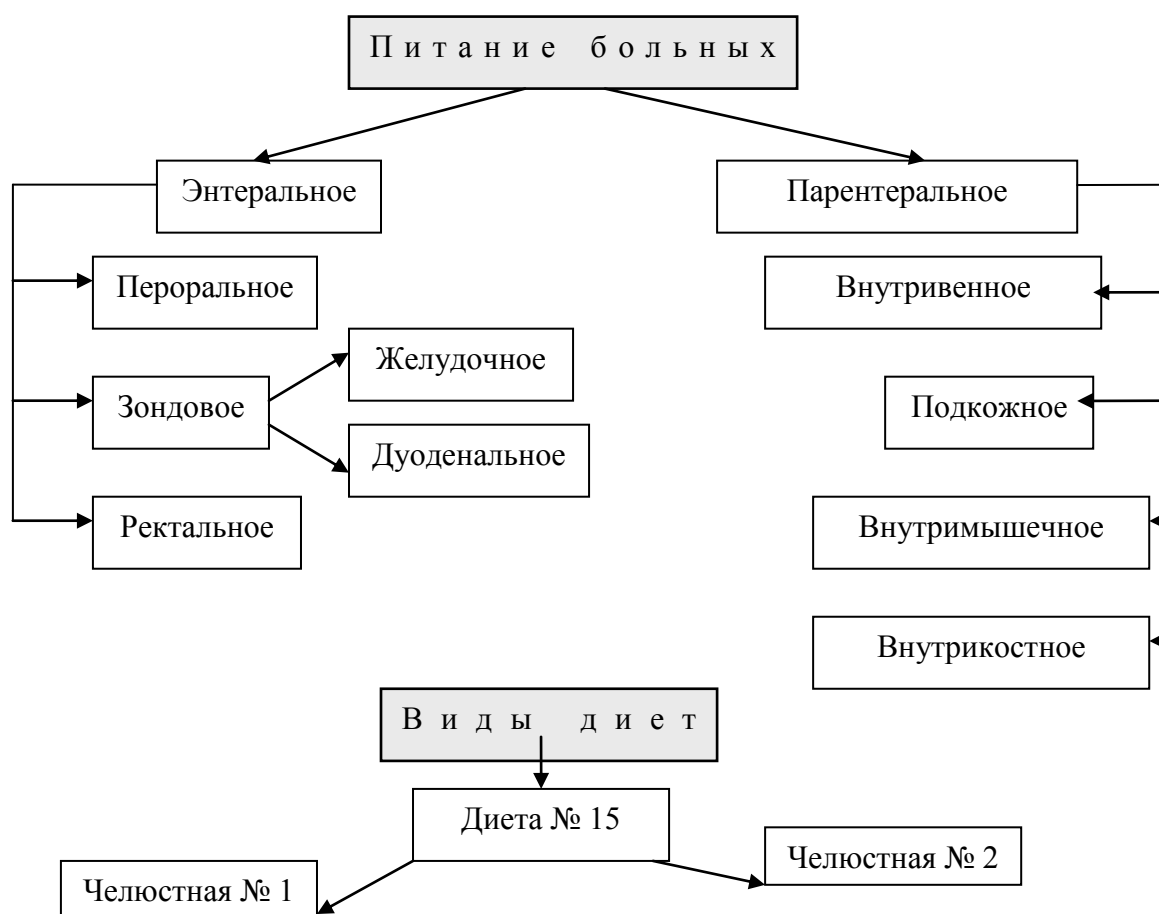 Питание больных
Энтеральное
Парентеральное
Пероральное
Внутривенное
Желудочное
Зондовое
Подкожное
Дуоденальное
Ректальное
Внутримышечное
Внутрикостное
Виды диет
Диета № 15
Челюстная № 2
Челюстная № 1